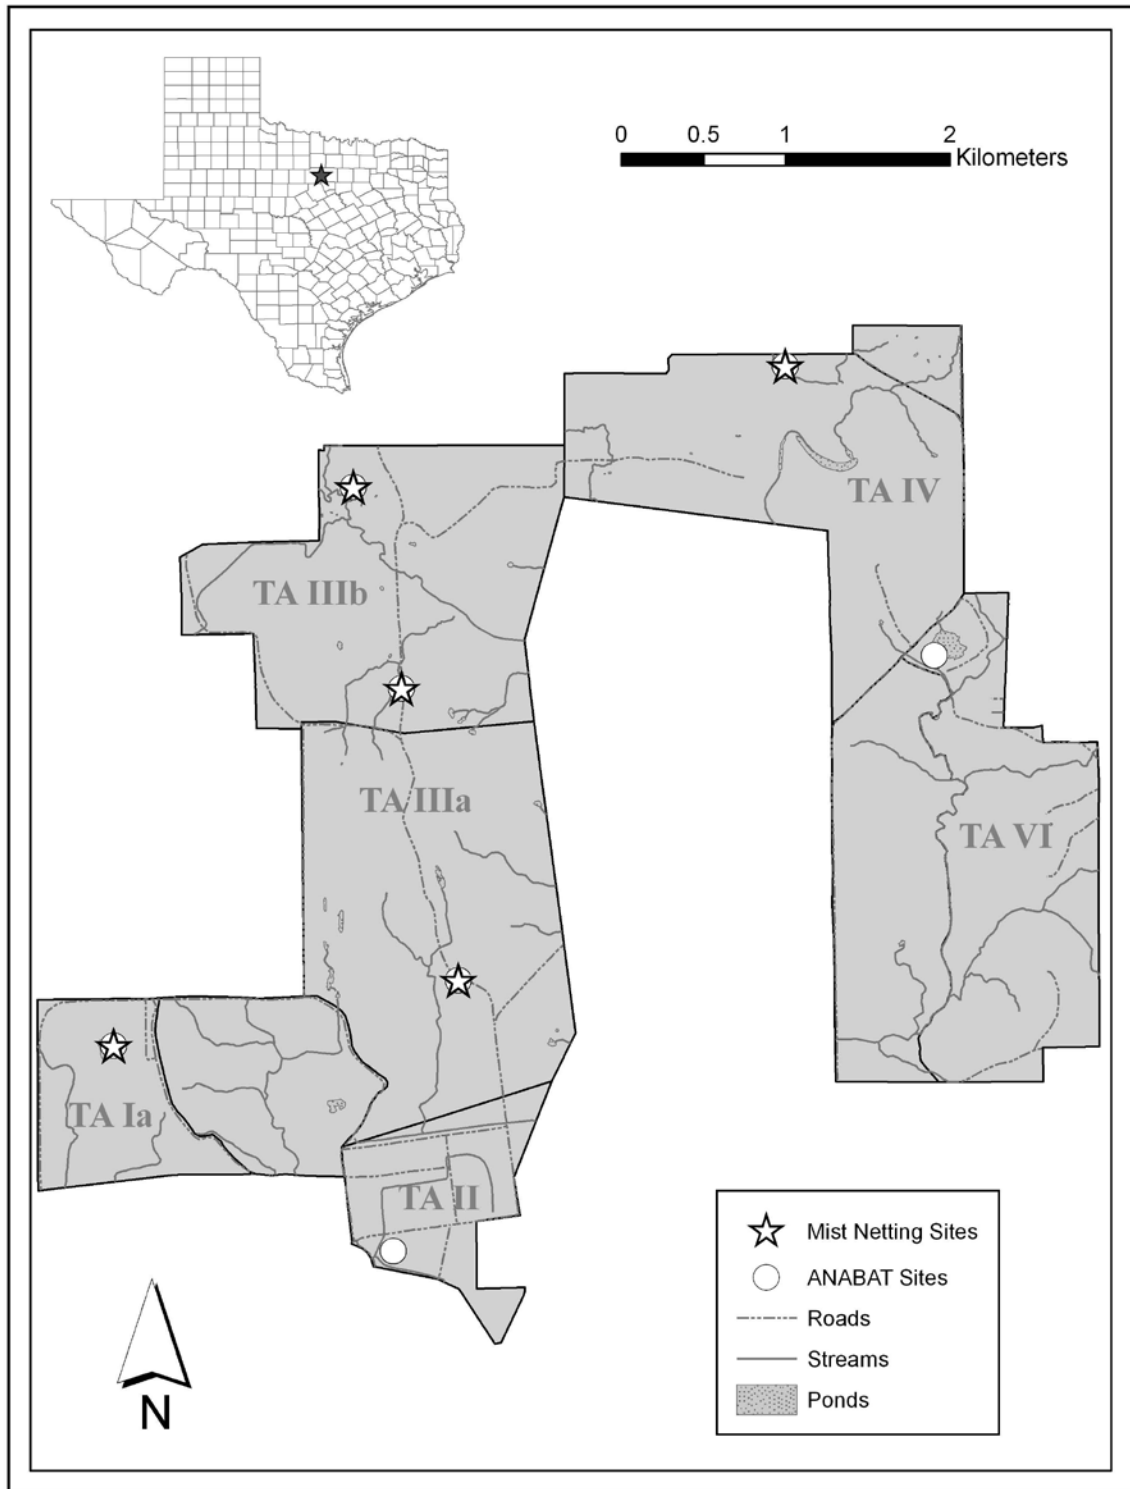 0 0.5 1 2
Kilometers
TA IV
TA IIIb
TA IIIa
TA VI
TA Ia
TA II
Mist Netting Sites
ANABAT Sites
Roads
Streams
Ponds
N